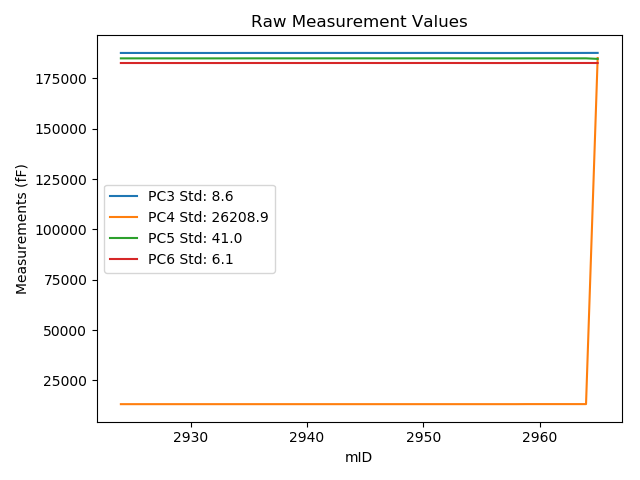 Raw Measurement Values
Measurements (fF)
175000
150000
125000
100000
75000
50000
25000
PC3 Std: 8.6
PC4 Std: 26208.9
PC5 Std: 41.0
PC6 Std: 6.1
2930 2940 2950 2960
mID